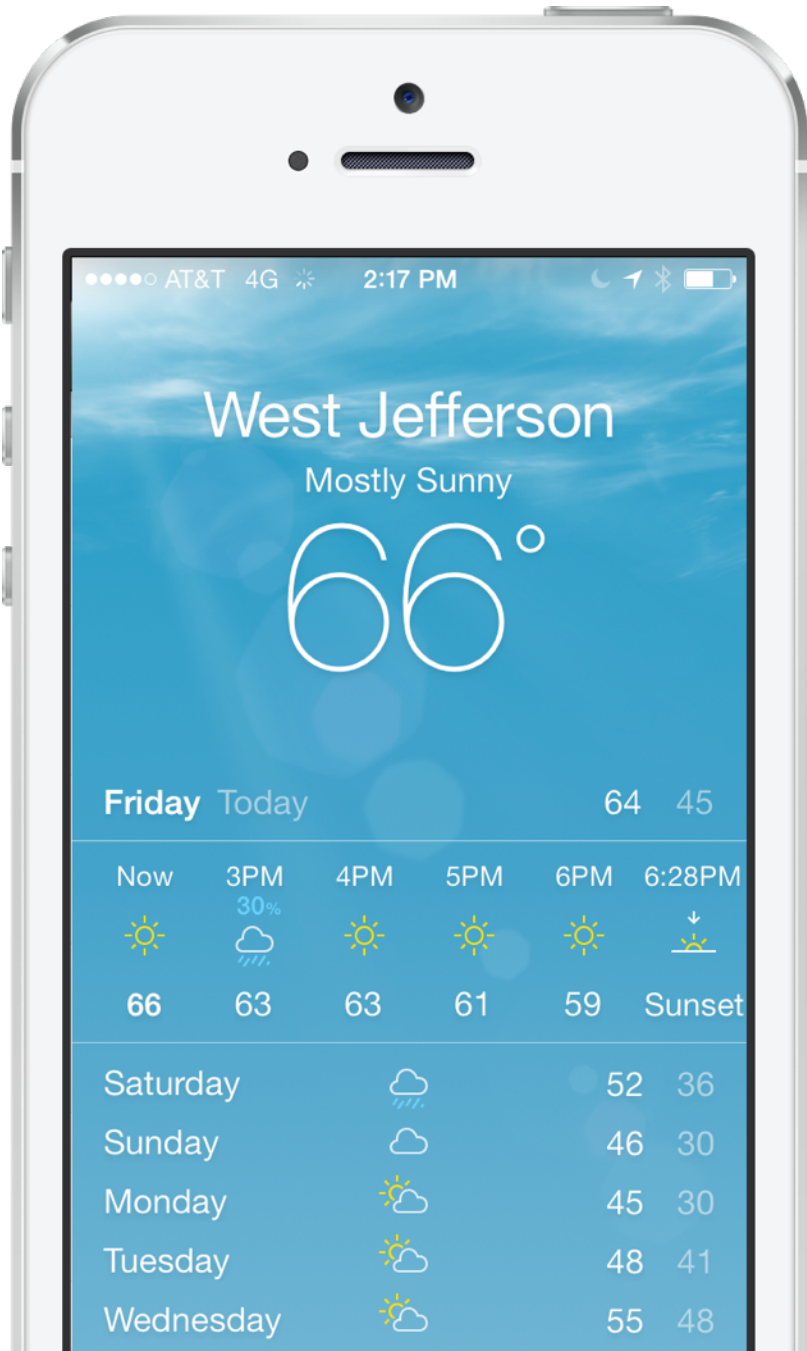 AT&T 4G 2:17 PM
West Jefferson
Mostly Sunny
66°
Friday Today 64 45
Now 3PM 4PM 5PM 6PM 6:28PM
30%
66 63 63 61 59 Sunset
Saturday 52 36
Sunday 46 30
Monday 45 30
Tuesday 48 41
Wednesday 55 48